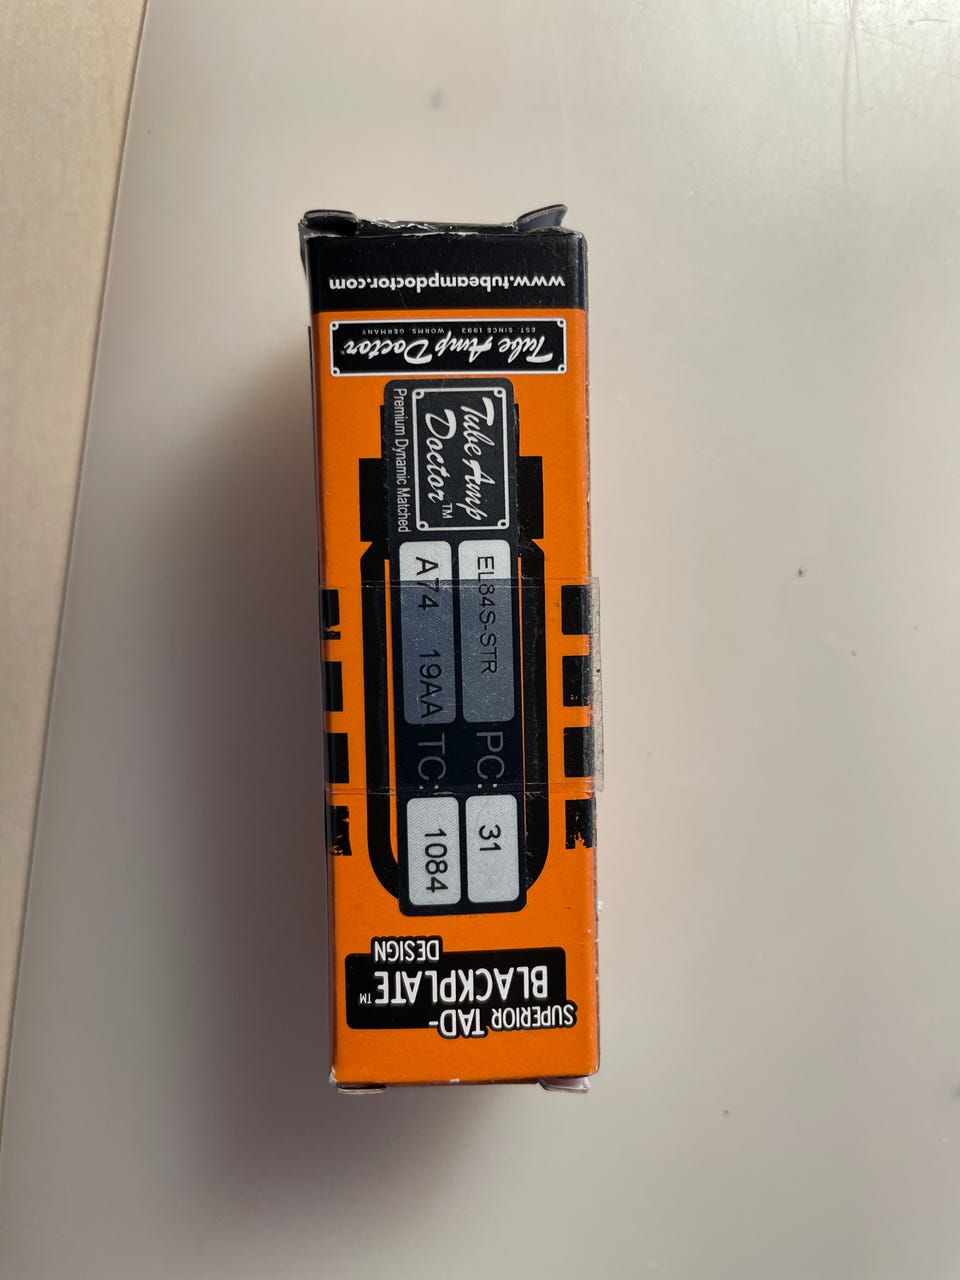 www.tubeampdoctor.com
Tube Amp Doctor
EST. SINCE 1993 WORMS, GERMANY
Tube Amp
Doctor™
Premium Dynamic Matched
EL84S-STR PC: 31
A74 19AA TC: 1084
SUPERIOR TAD-
BLACKPLATE™
DESIGN